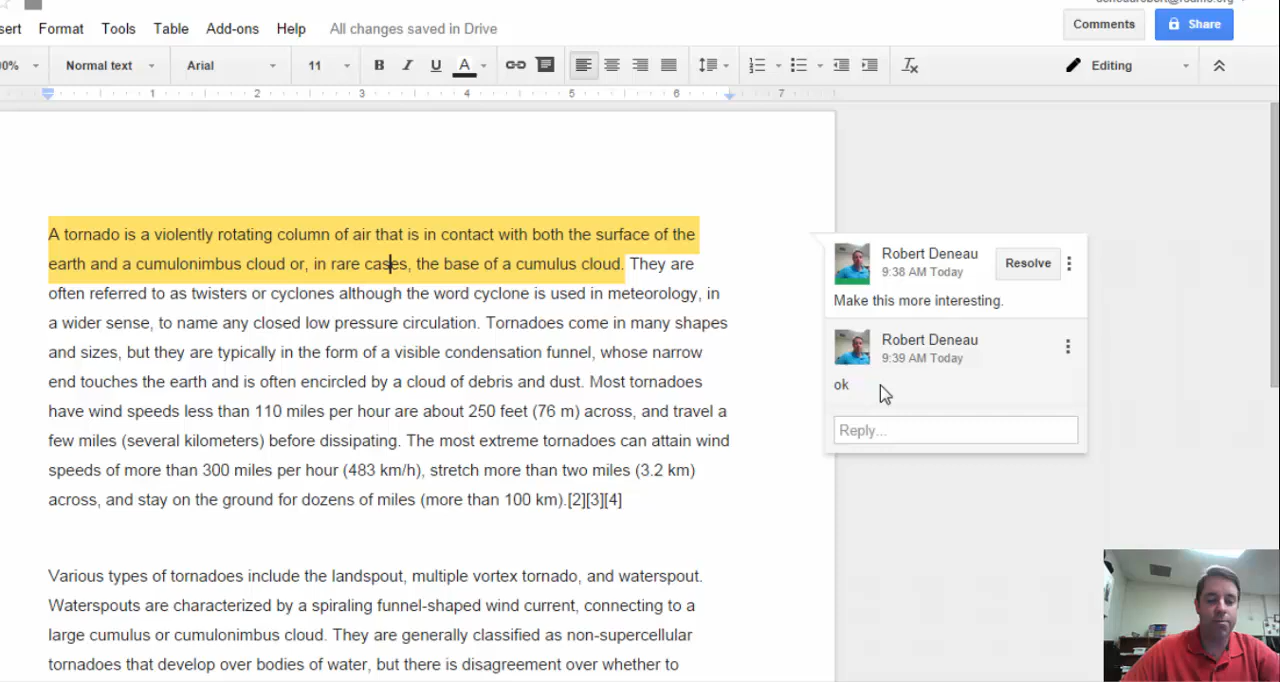 sert Format Tools Table Add-ons Help All changes saved in Drive
Comments Share
00% Normal text Arial 11 B I U A Editing
1 2 3 4 5 6 7
A tornado is a violently rotating column of air that is in contact with both the surface of the
earth and a cumulonimbus cloud or, in rare cases, the base of a cumulus cloud. They are
often referred to as twisters or cyclones although the word cyclone is used in meteorology, in
a wider sense, to name any closed low pressure circulation. Tornadoes come in many shapes
and sizes, but they are typically in the form of a visible condensation funnel, whose narrow
end touches the earth and is often encircled by a cloud of debris and dust. Most tornadoes
have wind speeds less than 110 miles per hour are about 250 feet (76 m) across, and travel a
few miles (several kilometers) before dissipating. The most extreme tornadoes can attain wind
speeds of more than 300 miles per hour (483 km/h), stretch more than two miles (3.2 km)
across, and stay on the ground for dozens of miles (more than 100 km).[2][3][4]
Various types of tornadoes include the landspout, multiple vortex tornado, and waterspout.
Waterspouts are characterized by a spiraling funnel-shaped wind current, connecting to a
large cumulus or cumulonimbus cloud. They are generally classified as non-supercellular
tornadoes that develop over bodies of water, but there is disagreement over whether to
Robert Deneau
9:38 AM Today
Resolve
Make this more interesting.
Robert Deneau
9:39 AM Today
ok
Reply...